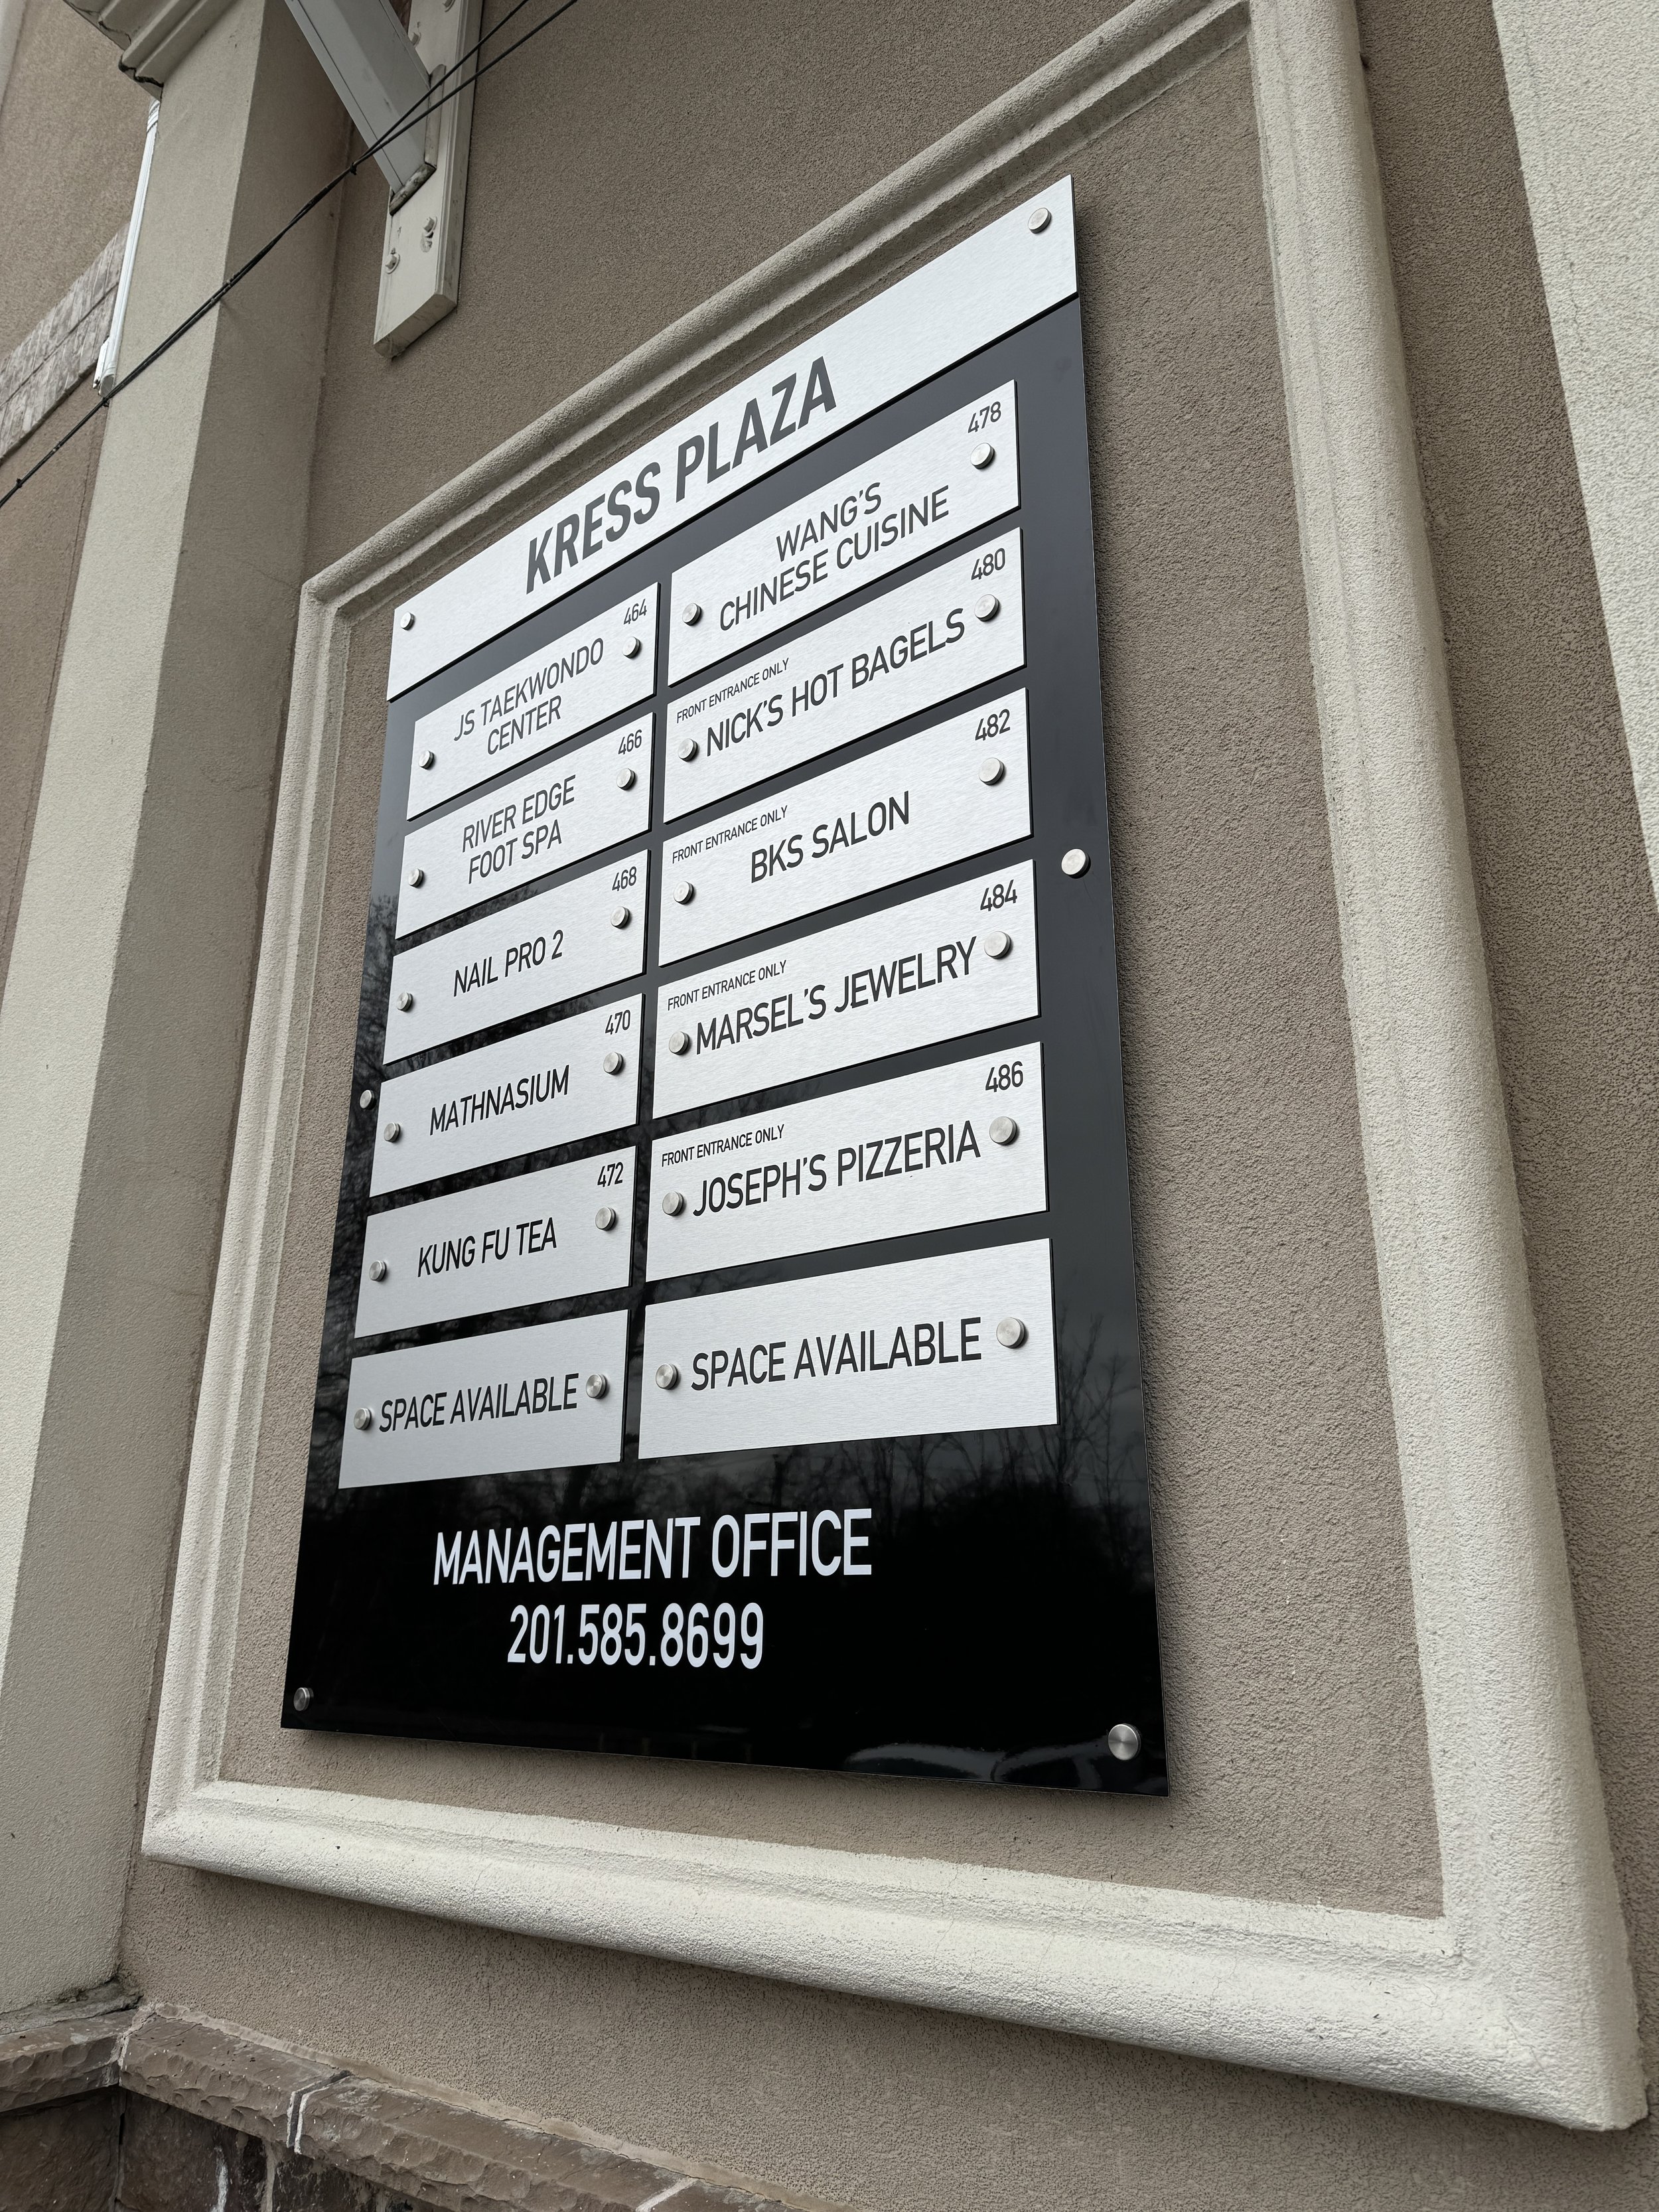 KRESS PLAZA
464
JS TAEKWONDO
CENTER
466
RIVER EDGE
FOOT SPA
468
NAIL PRO 2
470
MATHNASIUM
472
KUNG FU TEA
SPACE AVAILABLE
478
WANG'S
CHINESE CUISINE
480
FRONT ENTRANCE ONLY
NICK'S HOT BAGELS
482
FRONT ENTRANCE ONLY
BKS SALON
484
FRONT ENTRANCE ONLY
MARSEL'S JEWELRY
486
FRONT ENTRANCE ONLY
JOSEPH'S PIZZERIA
SPACE AVAILABLE
MANAGEMENT OFFICE
201.585.8699